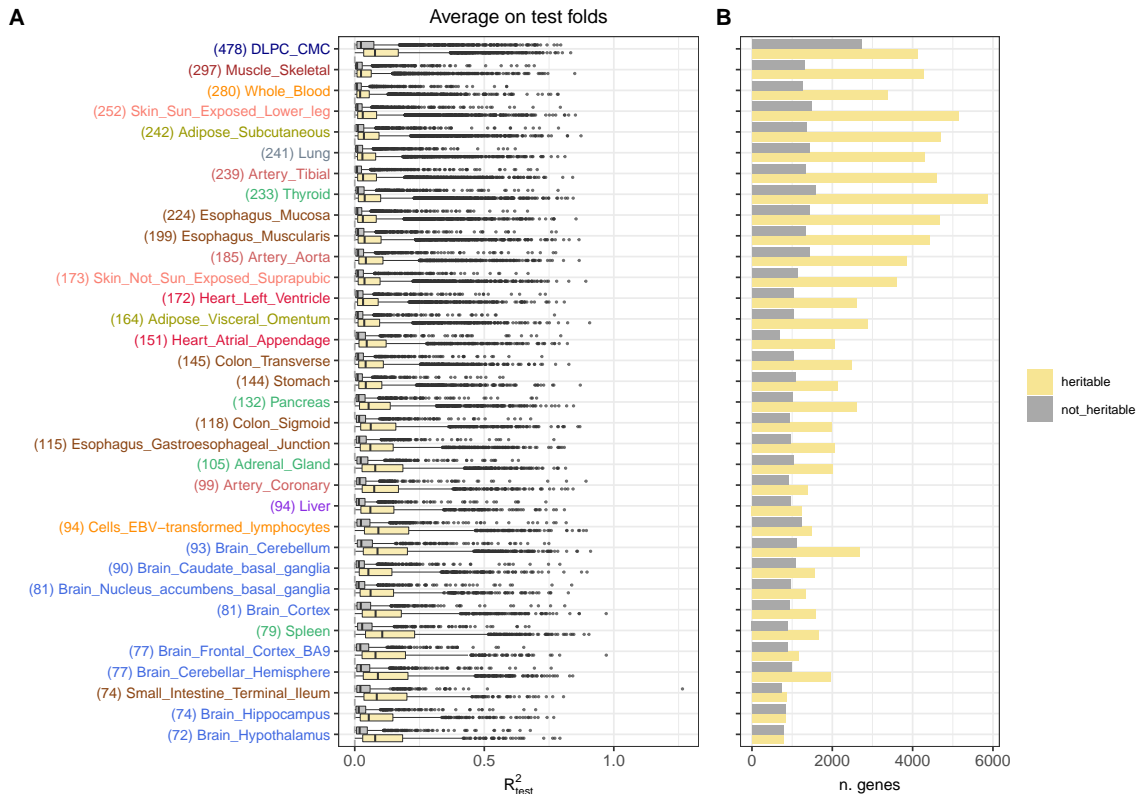 A
Average on test folds
B
(478) DLPC_CMC
(297) Muscle_Skeletal
(280) Whole_Blood
(252) Skin_Sun_Exposed_Lower_leg
(242) Adipose_Subcutaneous
(241) Lung
(239) Artery_Tibial
(233) Thyroid
(224) Esophagus_Mucosa
(199) Esophagus_Muscularis
(185) Artery_Aorta
(173) Skin_Not_Sun_Exposed_Suprapubic
(172) Heart_Left_Ventricle
(164) Adipose_Visceral_Omentum
(151) Heart_Atrial_Appendage
(145) Colon_Transverse
(144) Stomach
(132) Pancreas
(118) Colon_Sigmoid
(115) Esophagus_Gastroesophageal_Junction
(105) Adrenal_Gland
(99) Artery_Coronary
(94) Liver
(94) Cells_EBV−transformed_lymphocytes
(93) Brain_Cerebellum
(90) Brain_Caudate_basal_ganglia
(81) Brain_Nucleus_accumbens_basal_ganglia
(81) Brain_Cortex
(79) Spleen
(77) Brain_Frontal_Cortex_BA9
(77) Brain_Cerebellar_Hemisphere
(74) Small_Intestine_Terminal_Ileum
(74) Brain_Hippocampus
(72) Brain_Hypothalamus
0.0 0.5 1.0
R²test
0 2000 4000 6000
n. genes
heritable
not_heritable